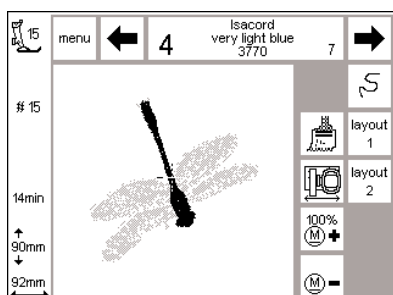 15
menu
4
Isacord
very light blue
3770
7
# 15
layout
1
14min
layout
2
90mm
100%
M +
92mm
M -